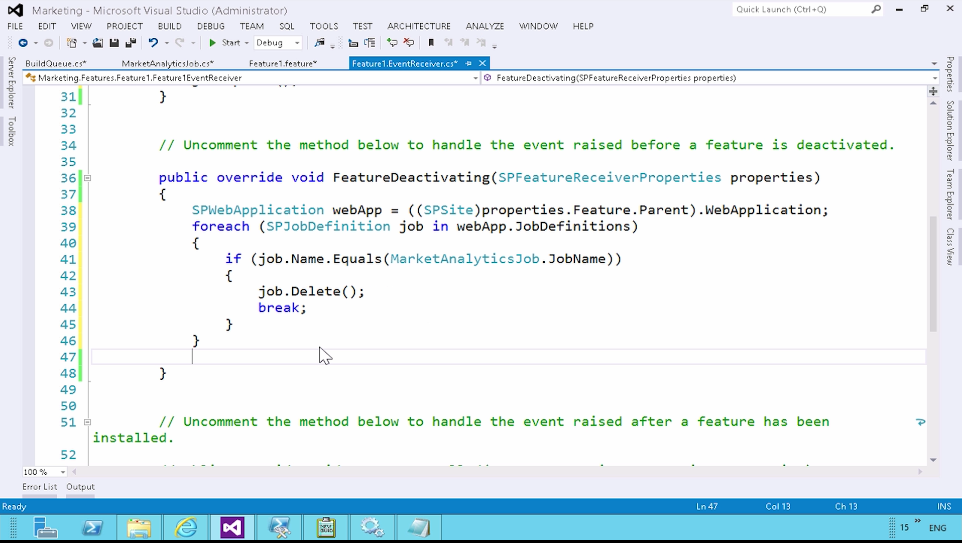 Marketing - Microsoft Visual Studio (Administrator)
Quick Launch (Ctrl+Q)
FILE EDIT VIEW PROJECT BUILD DEBUG TEAM SQL TOOLS TEST ARCHITECTURE ANALYZE WINDOW HELP
Start Debug
BuildQueue.cs* MarketAnalyticsJob.cs* Feature1.feature* Feature1.EventReceiver.cs*
Marketing.Features.Feature1.Feature1EventReceiver FeatureDeactivating(SPFeatureReceiverProperties properties)
Server Explorer
Toolbox
Properties
Solution Explorer
Team Explorer
Class View
31 }
32
33
34 // Uncomment the method below to handle the event raised before a feature is deactivated.
35
36 public override void FeatureDeactivating(SPFeatureReceiverProperties properties)
37 {
38 SPWebApplication webApp = ((SPSite)properties.Feature.Parent).WebApplication;
39 foreach (SPJobDefinition job in webApp.JobDefinitions)
40 {
41 if (job.Name.Equals(MarketAnalyticsJob.JobName))
42 {
43 job.Delete();
44 break;
45 }
46 }
47
48 }
49
50
51 // Uncomment the method below to handle the event raised after a feature has been
installed.
52
100 %
Error List Output
Ready Ln 47 Col 13 Ch 13 INS
15 ENG